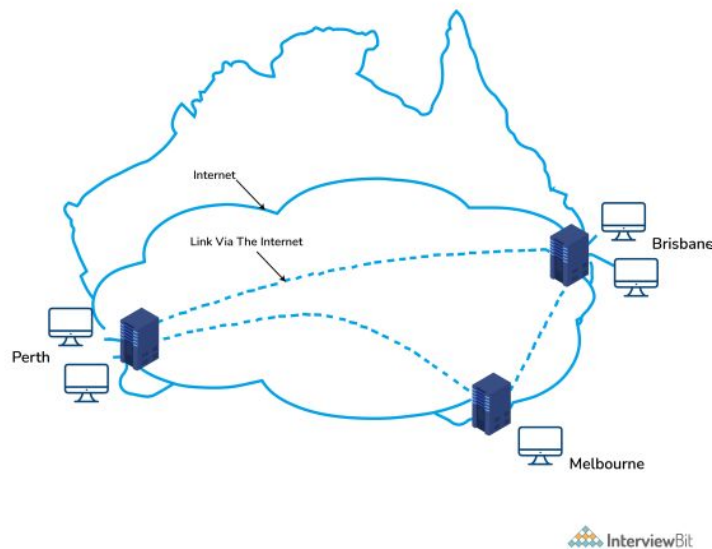 Internet
Link Via The Internet
Brisbane
Perth
Melbourne
InterviewBit